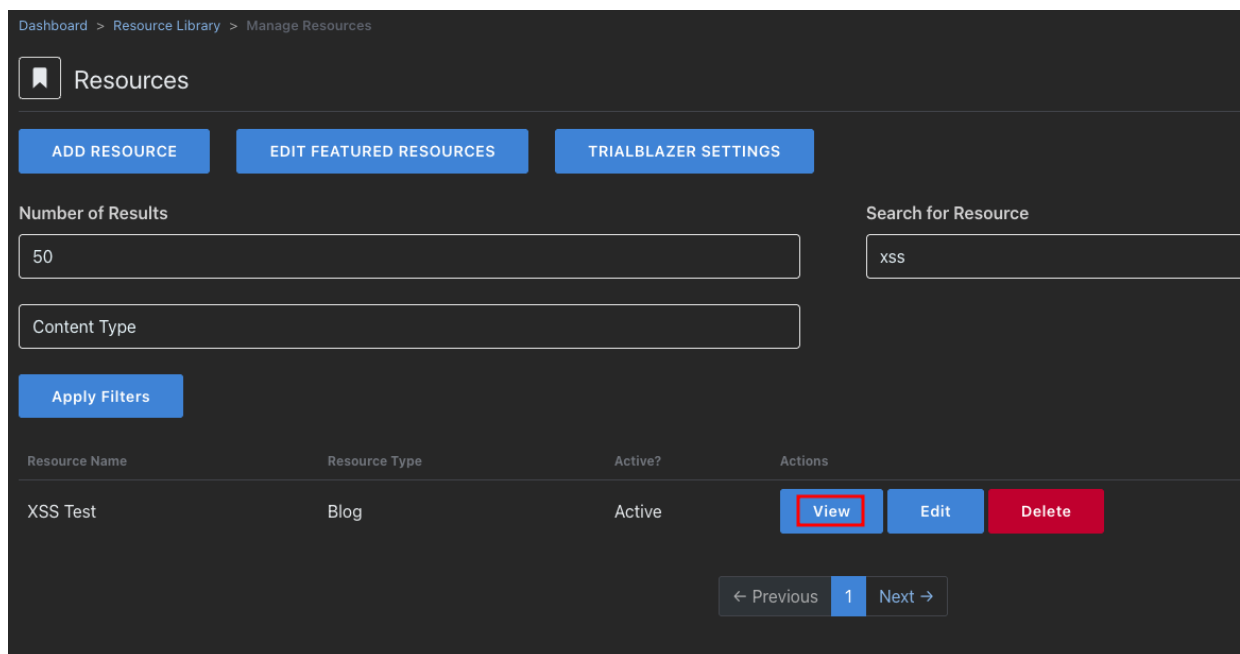 Dashboard > Resource Library > Manage Resources
Resources
ADD RESOURCE EDIT FEATURED RESOURCES TRIALBLAZER SETTINGS
Number of Results Search for Resource
50 xss
Content Type
Apply Filters
Resource Name Resource Type Active? Actions
XSS Test Blog Active View Edit Delete
← Previous 1 Next →